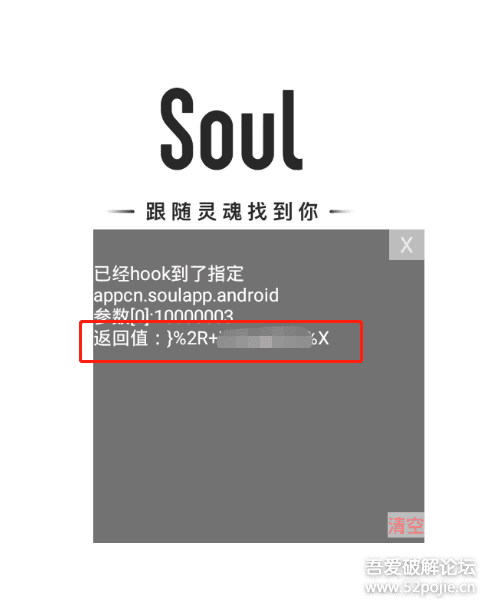 Soul
跟随灵魂找到你
X
已经hook到了指定
appcn.soulapp.android
参数[0]:10000003
返回值：}%2R+%X
清空
吾爱破解论坛
www.52pojie.cn